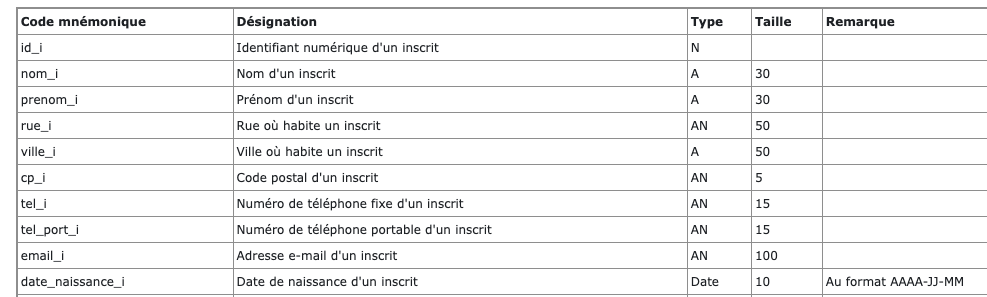 Code mnémonique Désignation Type Taille Remarque
id_i Identifiant numérique d'un inscrit N
nom_i Nom d'un inscrit A 30
prenom_i Prénom d'un inscrit A 30
rue_i Rue où habite un inscrit AN 50
ville_i Ville où habite un inscrit A 50
cp_i Code postal d'un inscrit AN 5
tel_i Numéro de téléphone fixe d'un inscrit AN 15
tel_port_i Numéro de téléphone portable d'un inscrit AN 15
email_i Adresse e-mail d'un inscrit AN 100
date_naissance_i Date de naissance d'un inscrit Date 10 Au format AAAA-JJ-MM